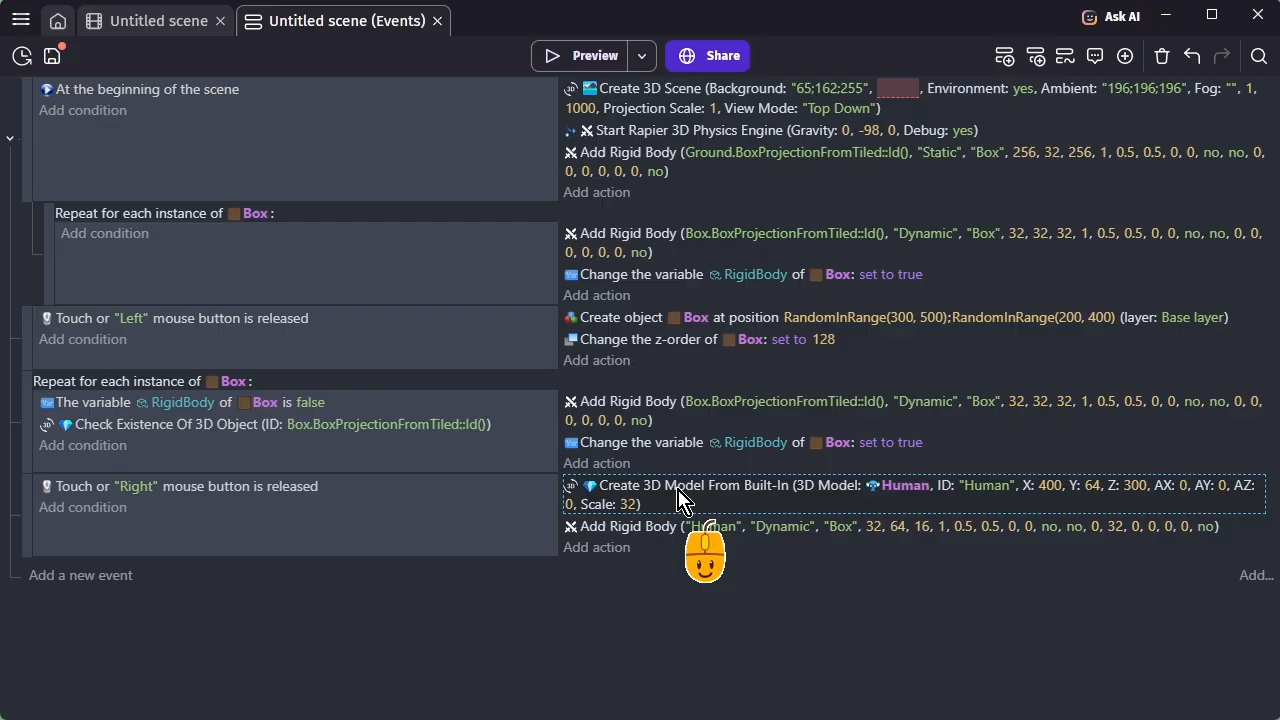 Untitled scene
Untitled scene (Events)
Ask AI
Preview
Share
At the beginning of the scene
Add condition
Create 3D Scene (Background: "65;162;255", , Environment: yes, Ambient: "196;196;196", Fog: "", 1,
1000, Projection Scale: 1, View Mode: "Top Down")
Start Rapier 3D Physics Engine (Gravity: 0, -98, 0, Debug: yes)
Add Rigid Body (Ground.BoxProjectionFromTiled::Id(), "Static", "Box", 256, 32, 256, 1, 0.5, 0.5, 0, 0, no, no, 0,
0, 0, 0, 0, 0, no)
Add action
Repeat for each instance of Box:
Add condition
Add Rigid Body (Box.BoxProjectionFromTiled::Id(), "Dynamic", "Box", 32, 32, 32, 1, 0.5, 0.5, 0, 0, no, no, 0, 0,
0, 0, 0, 0, no)
Change the variable RigidBody of Box: set to true
Add action
Touch or "Left" mouse button is released
Add condition
Create object Box at position RandomInRange(300, 500);RandomInRange(200, 400) (layer: Base layer)
Change the z-order of Box: set to 128
Add action
Repeat for each instance of Box:
The variable RigidBody of Box is false
Check Existence Of 3D Object (ID: Box.BoxProjectionFromTiled::Id())
Add condition
Add Rigid Body (Box.BoxProjectionFromTiled::Id(), "Dynamic", "Box", 32, 32, 32, 1, 0.5, 0.5, 0, 0, no, no, 0, 0,
0, 0, 0, 0, no)
Change the variable RigidBody of Box: set to true
Add action
Touch or "Right" mouse button is released
Add condition
Create 3D Model From Built-In (3D Model: Human, ID: "Human", X: 400, Y: 64, Z: 300, AX: 0, AY: 0, AZ:
0, Scale: 32)
Add Rigid Body ("Human", "Dynamic", "Box", 32, 64, 16, 1, 0.5, 0.5, 0, 0, no, no, 0, 32, 0, 0, 0, 0, no)
Add action
Add a new event
Add...